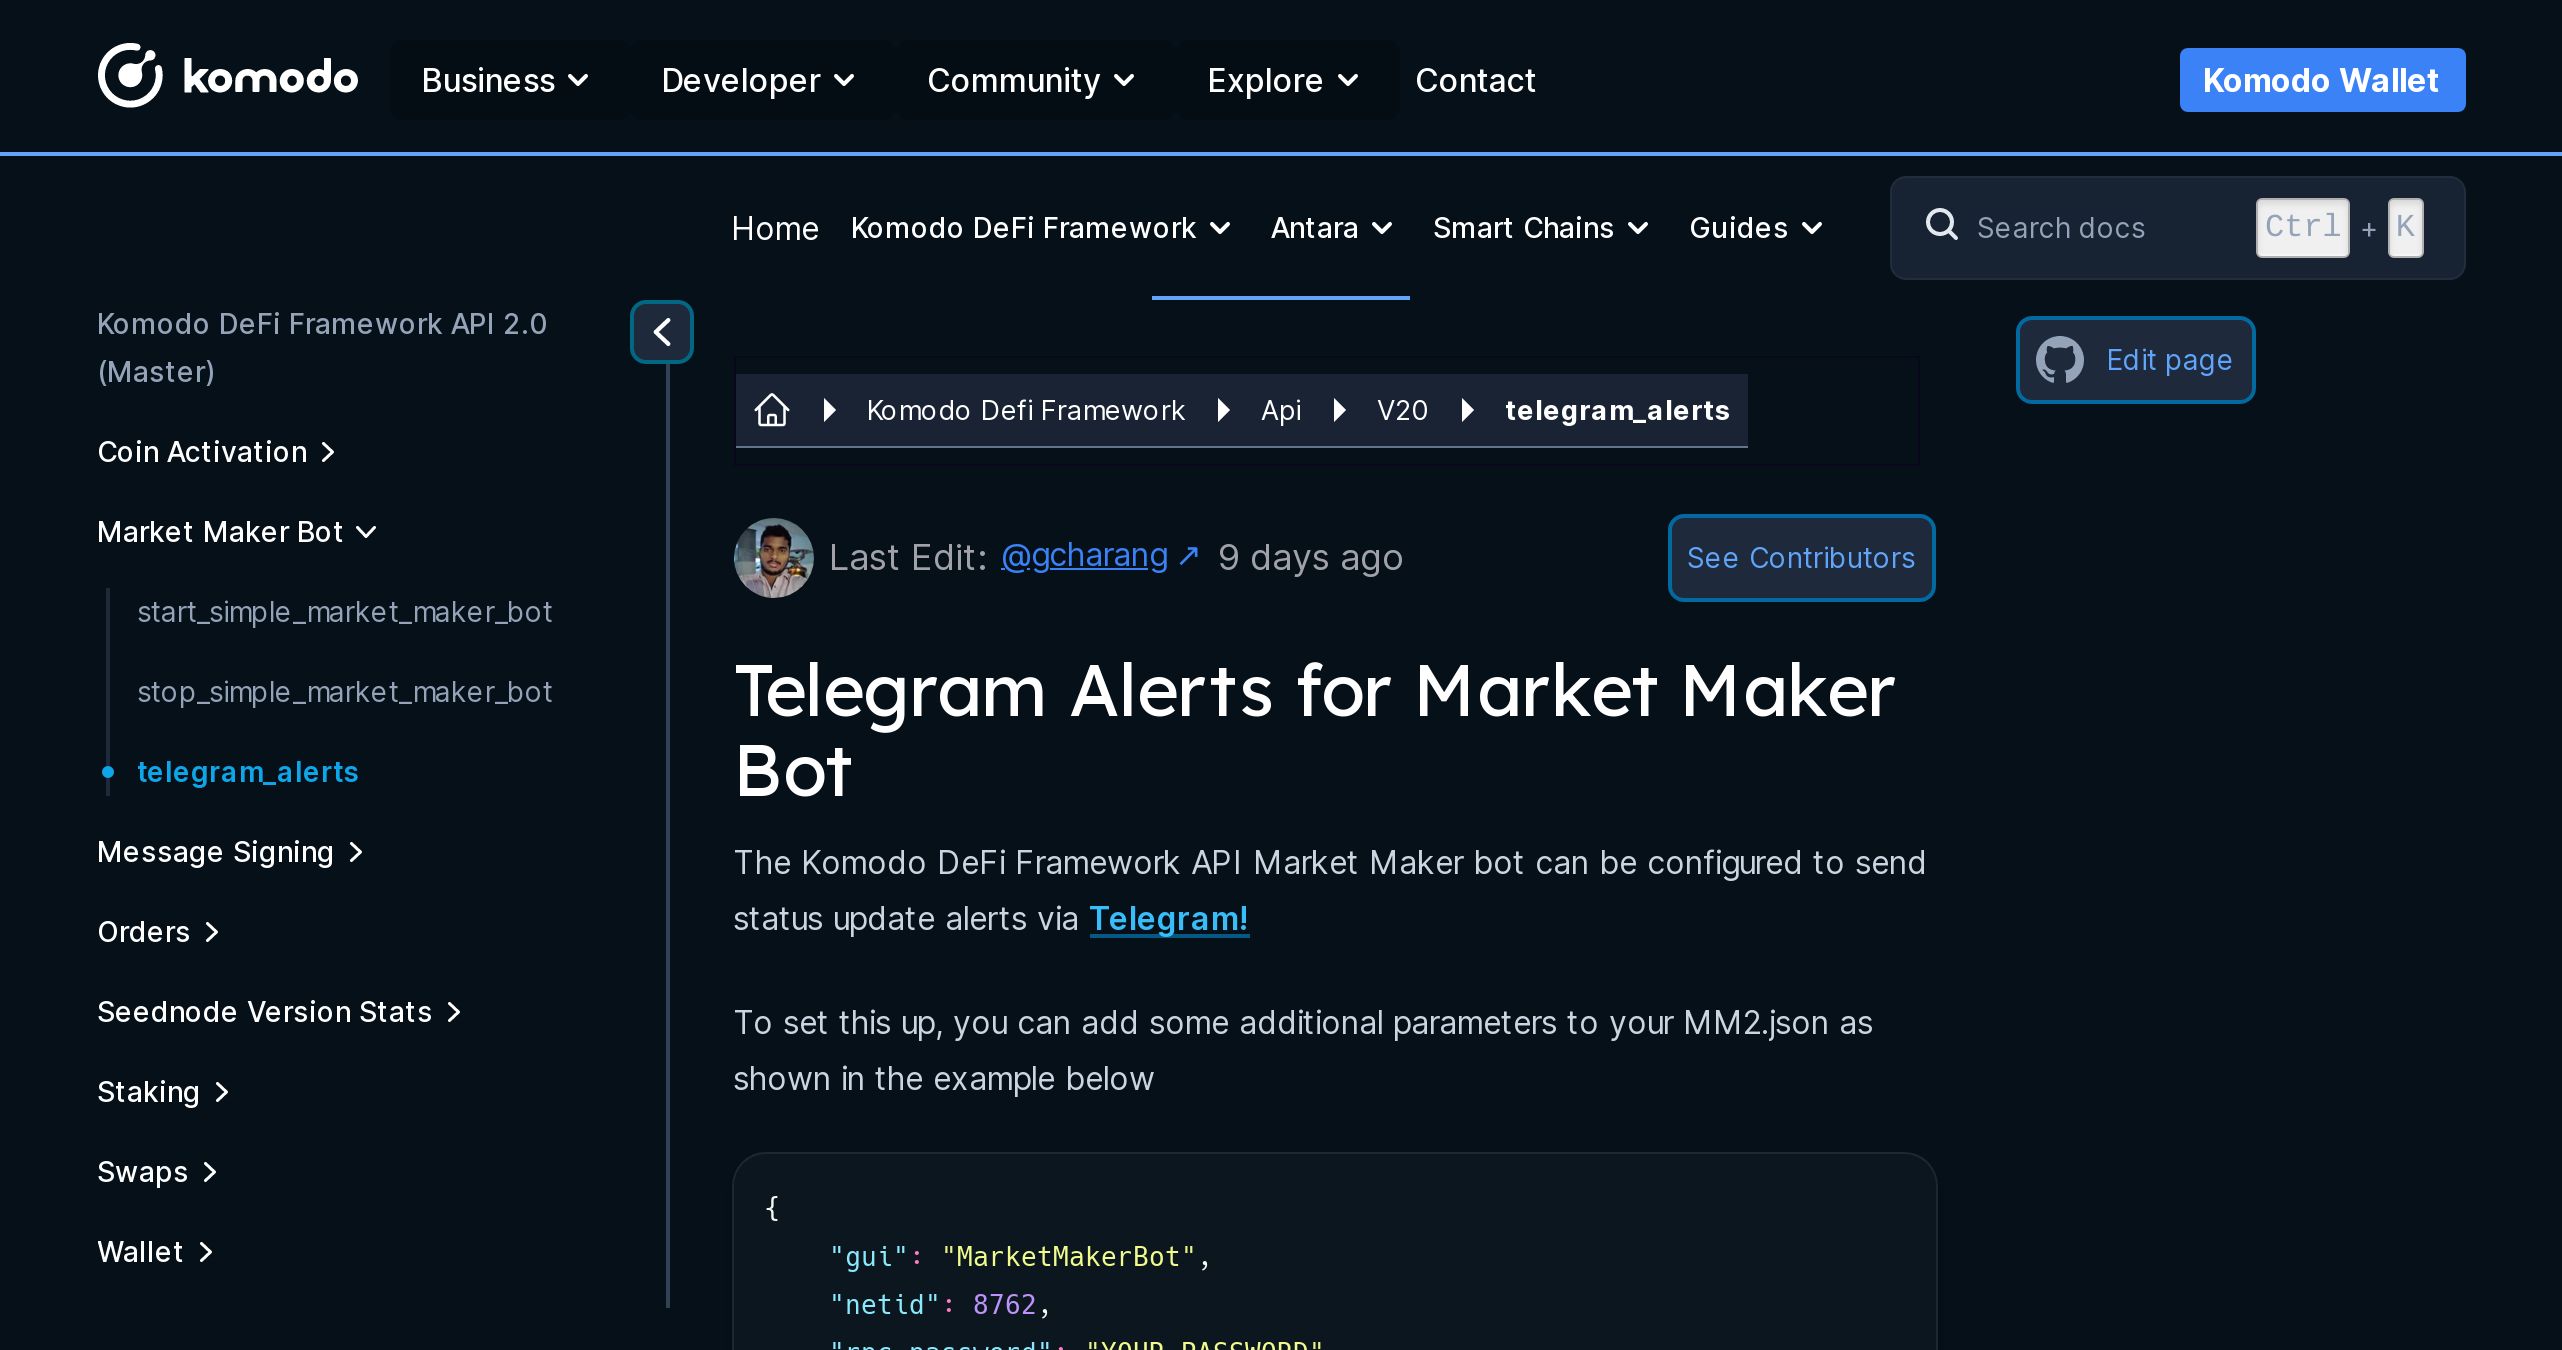 komodo Business Developer Community Explore Contact Komodo Wallet
Home Komodo DeFi Framework Antara Smart Chains Guides Search docs Ctrl + K
Komodo DeFi Framework API 2.0
(Master)
Coin Activation
Market Maker Bot
start_simple_market_maker_bot
stop_simple_market_maker_bot
telegram_alerts
Message Signing
Orders
Seednode Version Stats
Staking
Swaps
Wallet
Edit page
Komodo Defi Framework Api V20 telegram_alerts
Last Edit: @gcharang ↗ 9 days ago See Contributors
Telegram Alerts for Market Maker
Bot
The Komodo DeFi Framework API Market Maker bot can be configured to send
status update alerts via Telegram!
To set this up, you can add some additional parameters to your MM2.json as
shown in the example below
{
"gui": "MarketMakerBot",
"netid": 8762,
"rpc_password": "YOUR_PASSWORD"